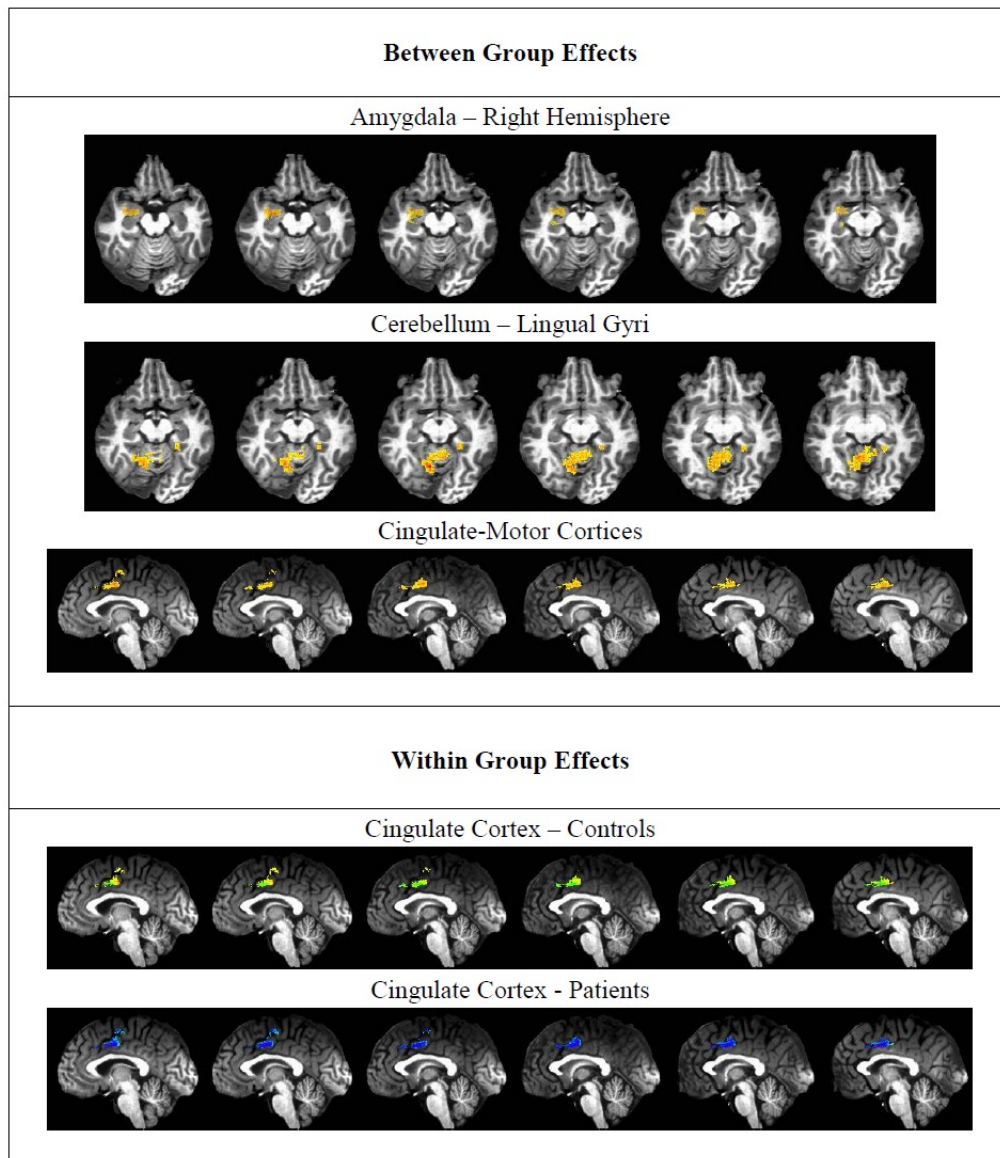 Between Group Effects
Amygdala – Right Hemisphere
Cerebellum – Lingual Gyri
Cingulate-Motor Cortices
Within Group Effects
Cingulate Cortex – Controls
Cingulate Cortex - Patients